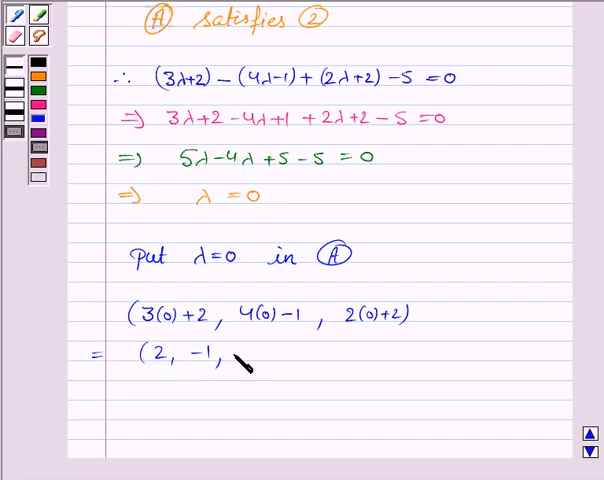 Ⓐ satisfies ②
∴ (3λ+2) - (4λ-1) + (2λ+2) - 5 = 0
⇒) 3λ+2 - 4λ+1 + 2λ+2 - 5 = 0
⇒) 5λ - 4λ + 5 - 5 = 0
⇒) λ = 0
put λ=0 in Ⓐ
(3(0)+2, 4(0)-1, 2(0)+2)
= (2, -1,